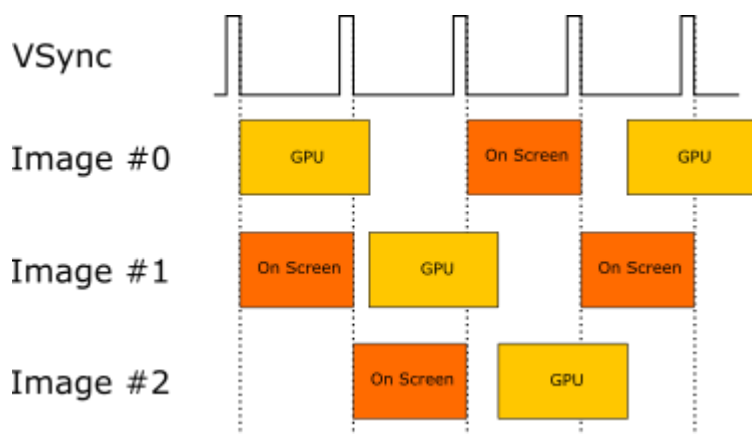 VSync
Image #0
GPU
On Screen
GPU
Image #1
On Screen
GPU
On Screen
Image #2
On Screen
GPU